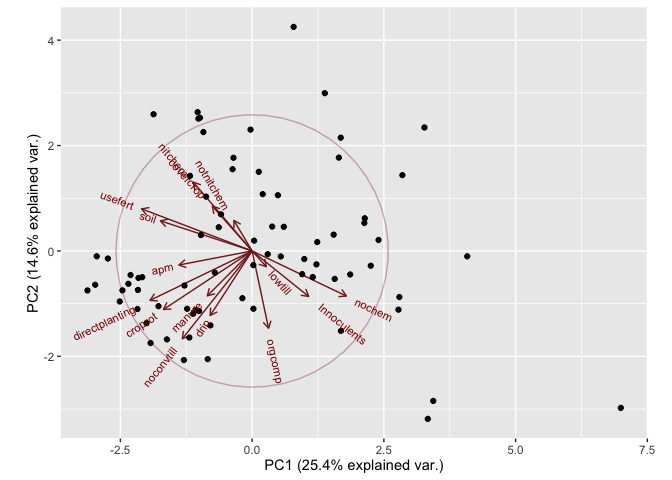 4
2
0
-2
PC2 (14.6% explained var.)
nitchem
notnitchem
usefert
soil
apm
lowtill
directplanting
croprot
drip
noconvtill
orgcomp
Innoculents
nochem
-2.5
0.0
2.5
5.0
7.5
PC1 (25.4% explained var.)